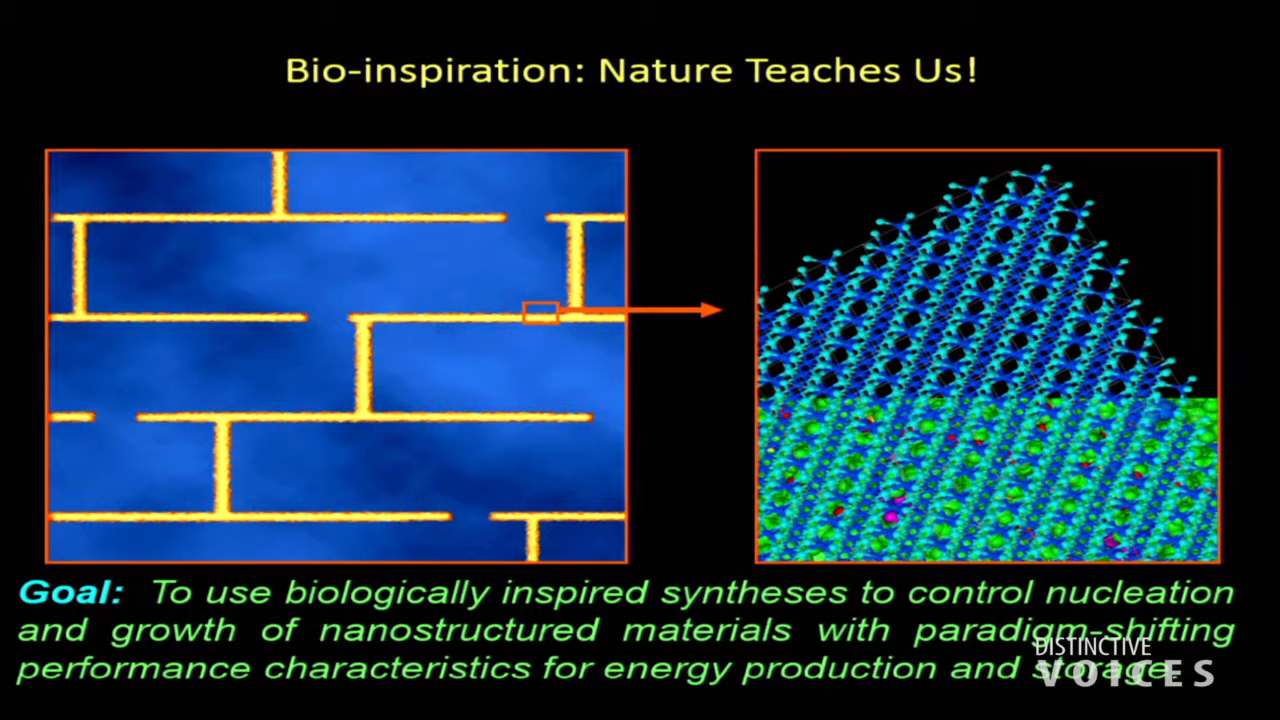 Bio-inspiration: Nature Teaches Us!
Goal: To use biologically inspired syntheses to control nucleation
and growth of nanostructured materials with paradigm-shifting
performance characteristics for energy production and storage.
DISTINCTIVE
VOICES